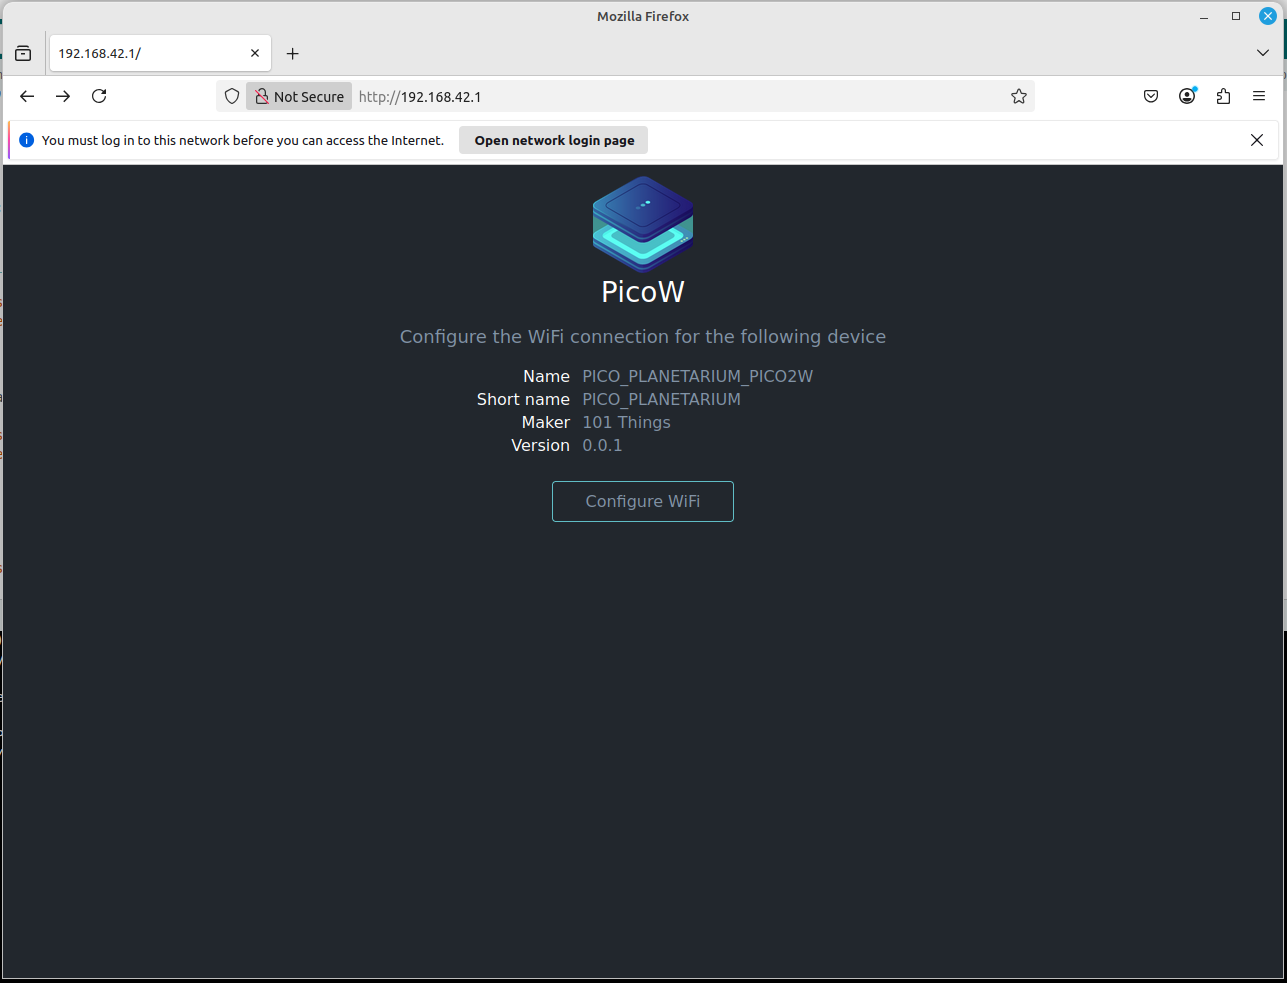 Mozilla Firefox
192.168.42.1/
Not Secure http://192.168.42.1
You must log in to this network before you can access the Internet. Open network login page
PicoW
Configure the WiFi connection for the following device
Name PICO_PLANETARIUM_PICO2W
Short name PICO_PLANETARIUM
Maker 101 Things
Version 0.0.1
Configure WiFi